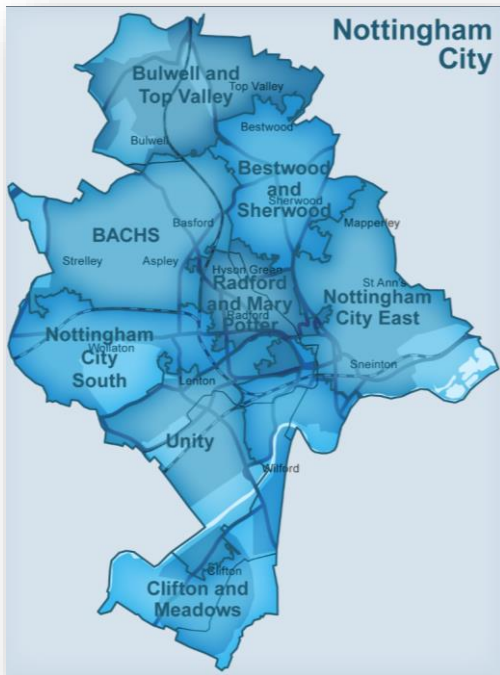 Nottingham
City
Bulwell and
Top Valley
Top Valley
Bestwood
Bulwell
Bestwood
and
Sherwood
Sherwood
Mapperley
Basford
BACHS
Strelley
Aspley
Hyson Green
Radford
and Mary
Potter
Radford
St Ann's
Nottingham
City East
Nottingham
City
South
Wollaton
Sneinton
Lenton
Unity
Wilford
Clifton
Clifton and
Meadows